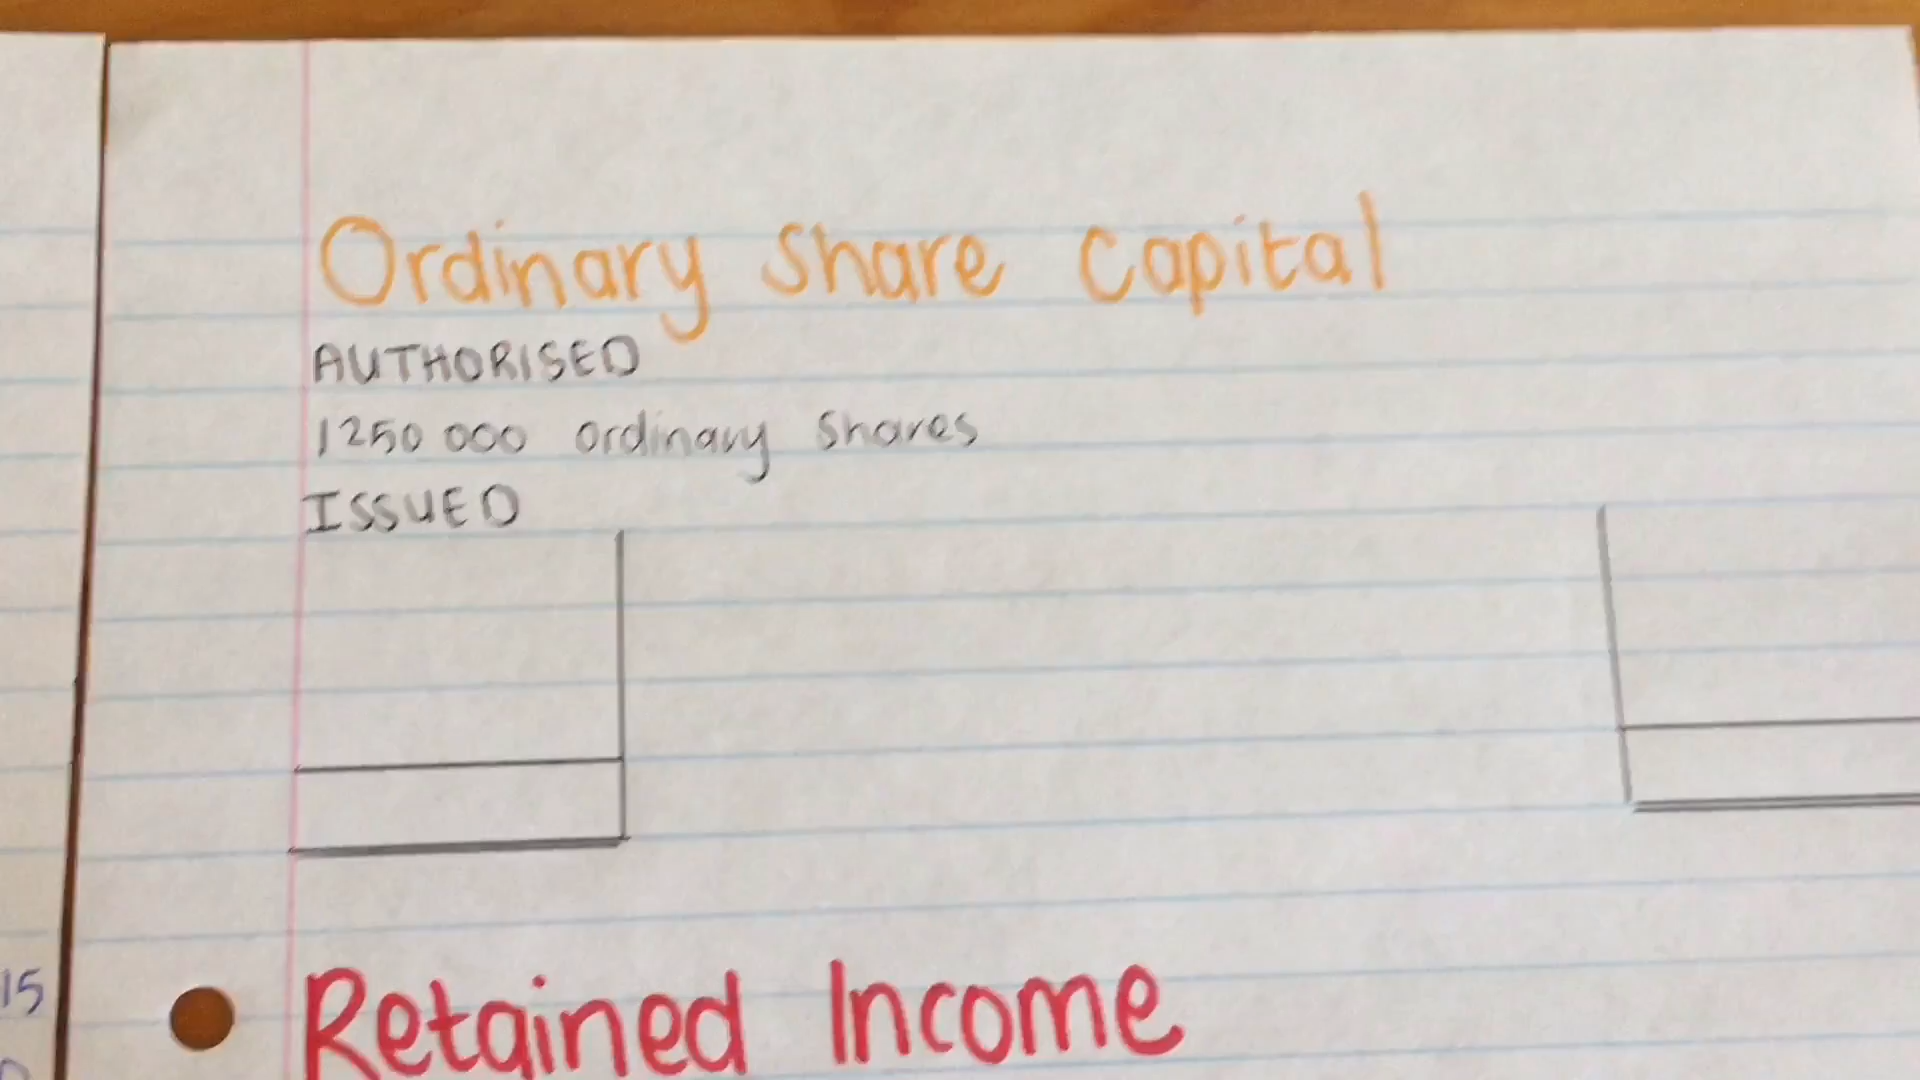 Ordinary Share Capital
AUTHORISED
1250 000 ordinary shares
ISSUED
Retained Income
15